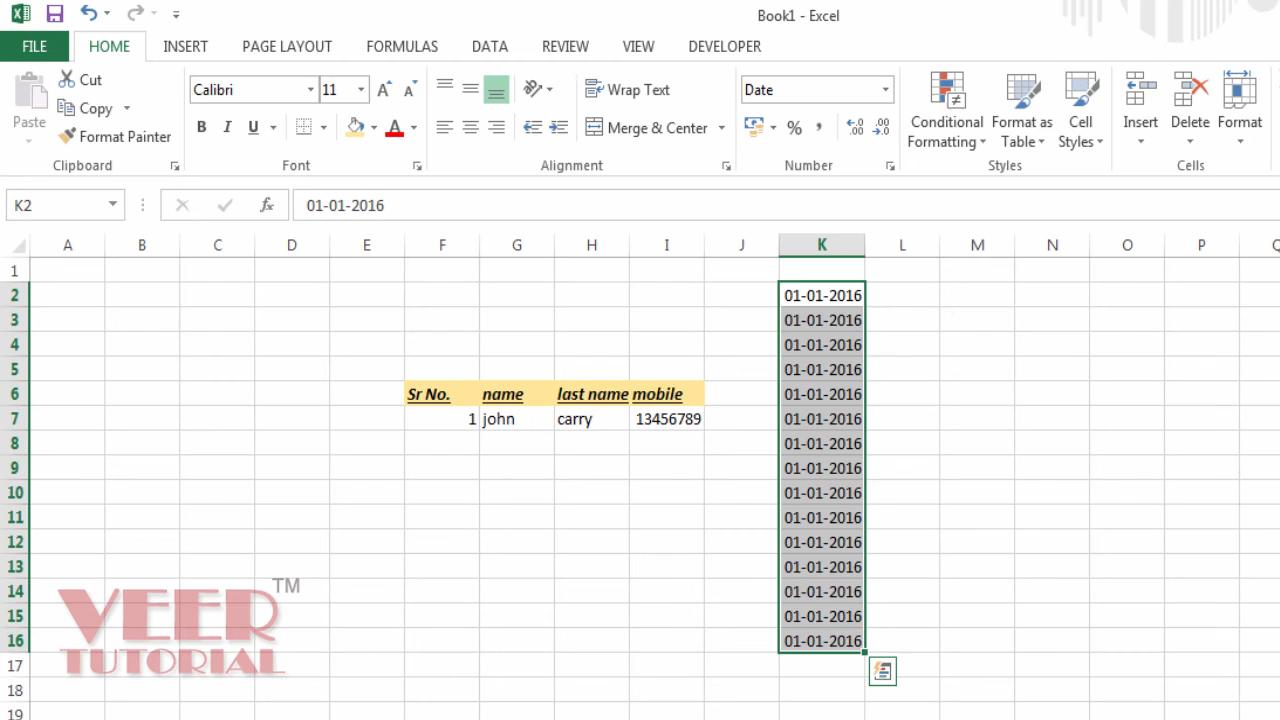 Book1 - Excel
FILE HOME INSERT PAGE LAYOUT FORMULAS DATA REVIEW VIEW DEVELOPER
Paste
Cut
Copy
Format Painter
Clipboard
Calibri 11
A A
B I U A
Font
Wrap Text
Merge & Center
Alignment
Date
% , .0 .00 .00 .0
Number
Conditional Formatting
Format as Table
Cell Styles
Styles
Insert Delete Format
Cells
K2 fx 01-01-2016
A B C D E F G H I J K L M N O P Q
1
2 01-01-2016
3 01-01-2016
4 01-01-2016
5 01-01-2016
6 Sr No. name last name mobile 01-01-2016
7 1 john carry 13456789 01-01-2016
8 01-01-2016
9 01-01-2016
10 01-01-2016
11 01-01-2016
12 01-01-2016
13 01-01-2016
14 01-01-2016
15 01-01-2016
16 01-01-2016
17
18
19
VEER TM
TUTORIAL